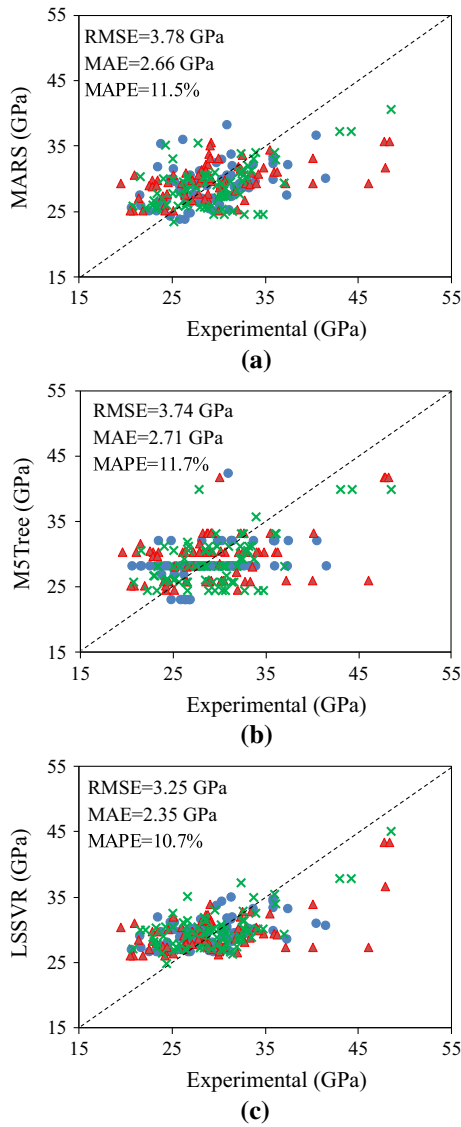 55
RMSE=3.78 GPa
MAE=2.66 GPa
MAPE=11.5%
45
35
25
15
MARS (GPa)
15 25 35 45 55
Experimental (GPa)
(a)
55
RMSE=3.74 GPa
MAE=2.71 GPa
MAPE=11.7%
45
35
25
15
M5Tree (GPa)
15 25 35 45 55
Experimental (GPa)
(b)
55
RMSE=3.25 GPa
MAE=2.35 GPa
MAPE=10.7%
45
35
25
15
LSSVR (GPa)
15 25 35 45 55
Experimental (GPa)
(c)